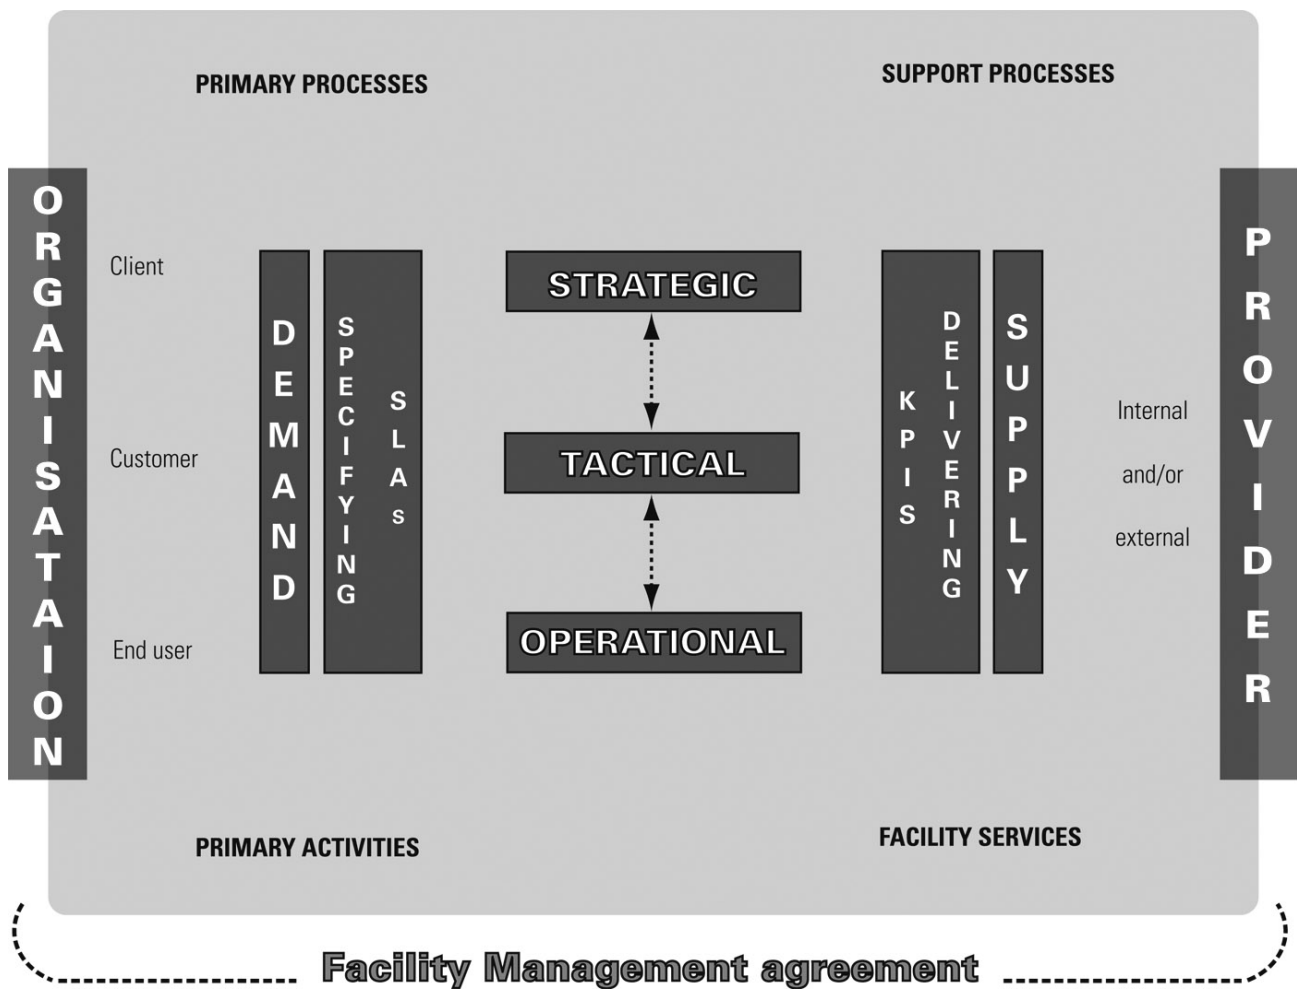 PRIMARY PROCESSES
SUPPORT PROCESSES
ORGANISATAION
Client
Customer
End user
DEMAND
SPECIFYING
SLAs
STRATEGIC
TACTICAL
OPERATIONAL
KPIS
DELIVERING
SUPPLY
Internal
and/or
external
PROVIDER
PRIMARY ACTIVITIES
FACILITY SERVICES
Facility Management agreement